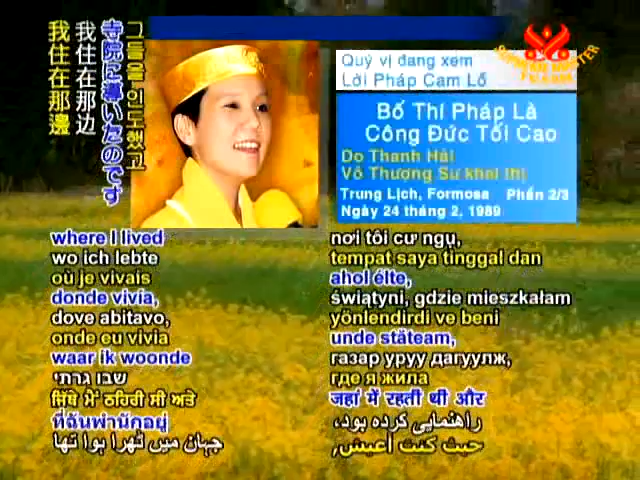 그들을 인도했고
寺院に導いたのです
我住在那边
我住在那邊
SUPREME MASTER
TELEVISION
Quý vị đang xem
Lời Pháp Cam Lồ
Bố Thí Pháp Là
Công Đức Tối Cao
Do Thanh Hải
Vô Thượng Sư khai thị
Trung Lịch, Formosa Phần 2/3
Ngày 24 tháng 2, 1989
where I lived
wo ich lebte
où je vivais
donde vivía,
dove abitavo,
onde eu vivia
waar ik woonde
שבו גרתי
ਜਿੱਥੇ ਮੈਂ ਠਹਿਰੀ ਸੀ ਅਤੇ
ที่ฉันพำนักอยู่
جہاں میں ٹھرا ہوا تھا
nơi tôi cư ngụ,
tempat saya tinggal dan
ahol élte,
świątyni, gdzie mieszkałam
yönlendirdi ve beni
unde stăteam,
газар уруу дагуулж,
где я жила
जहां में रहती थी और
راهنمایی کرده بود،
حيث كنت أعيش,